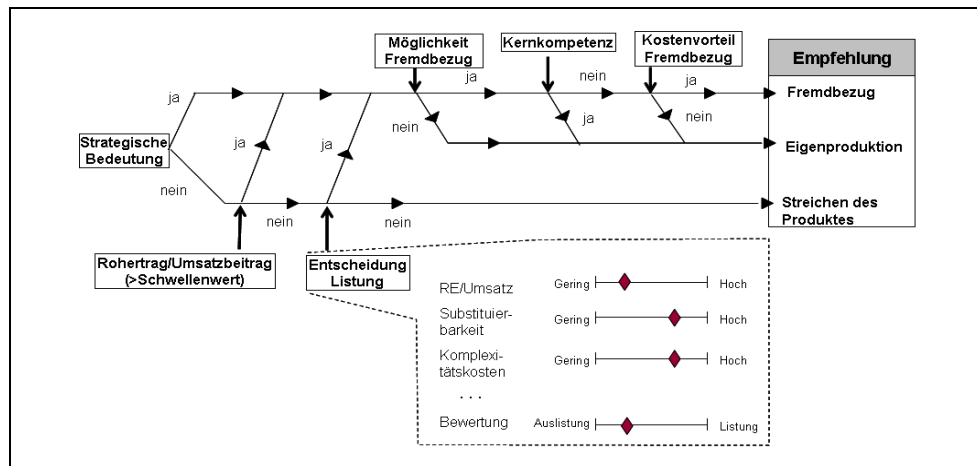 Möglichkeit
Fremdbezug
Kernkompetenz
Kostenvorteil
Fremdbezug
Empfehlung
ja
ja
nein
ja
Fremdbezug
Strategische
Bedeutung
ja
ja
nein
ja
nein
Eigenproduktion
nein
nein
nein
Streichen des
Produktes
Rohertrag/Umsatzbeitrag
(>Schwellenwert)
Entscheidung
Listung
RE/Umsatz
Gering
Hoch
Substituier-
barkeit
Gering
Hoch
Komplexi-
tätskosten
Gering
Hoch
. . .
Bewertung
Auslistung
Listung